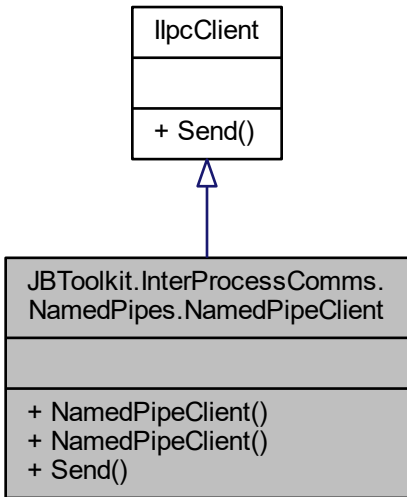 IIpcClient
+ Send()
JBToolkit.InterProcessComms.
NamedPipes.NamedPipeClient
+ NamedPipeClient()
+ NamedPipeClient()
+ Send()